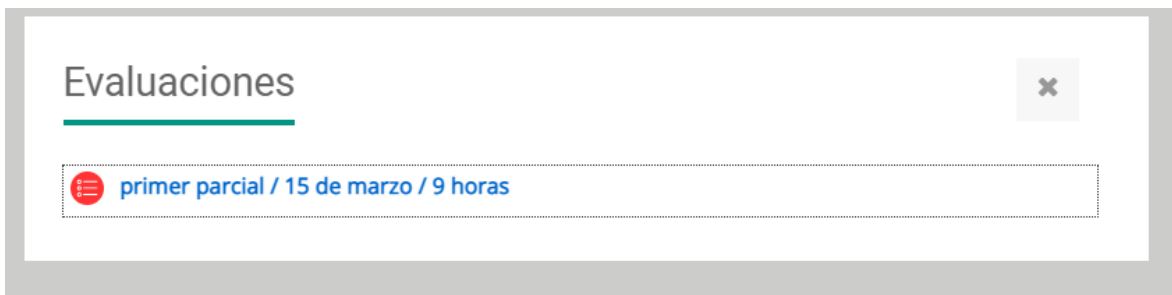 Evaluaciones
primer parcial / 15 de marzo / 9 horas